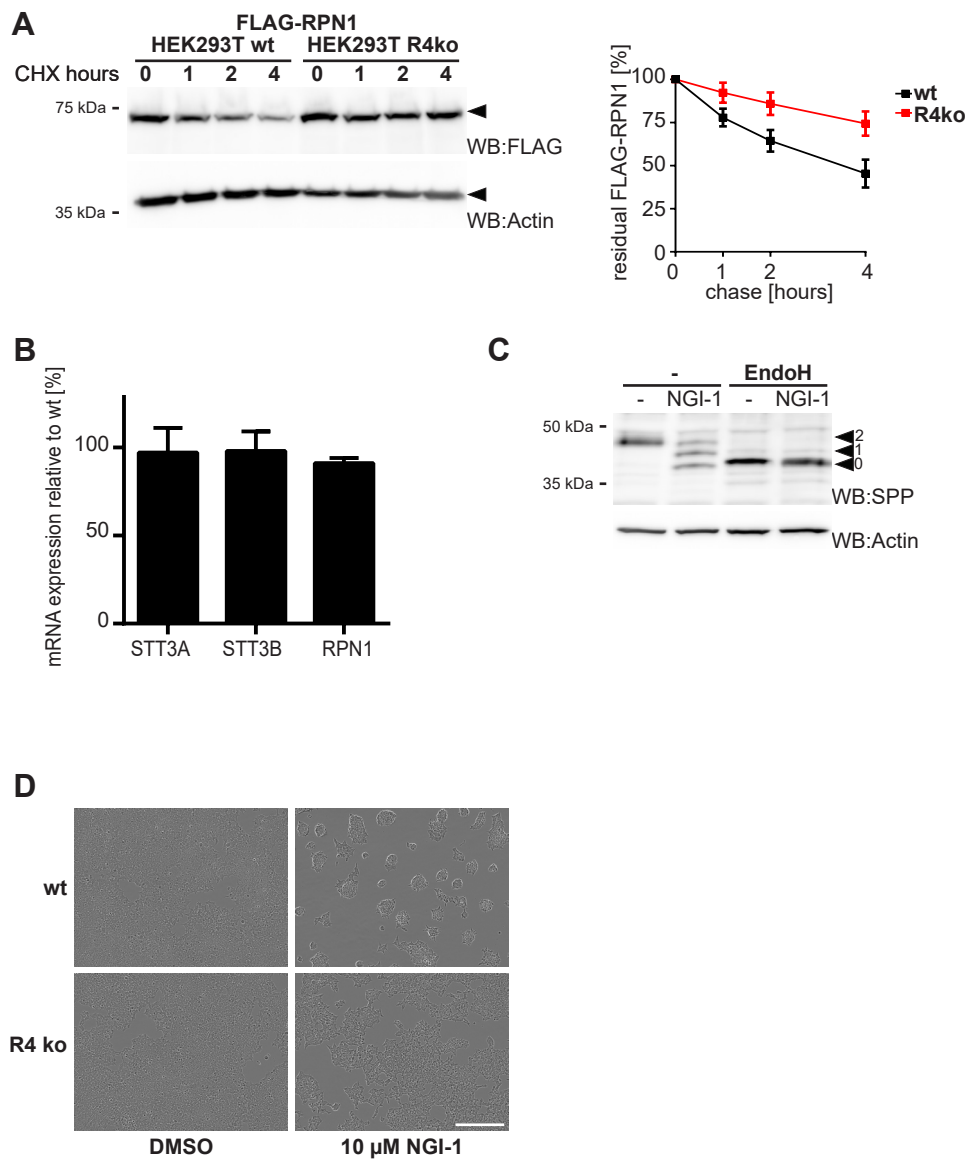 A
FLAG-RPN1
HEK293T wt HEK293T R4ko
CHX hours 0 1 2 4 0 1 2 4
75 kDa
WB:FLAG
35 kDa
WB:Actin
residual FLAG-RPN1 [%]
100
75
50
25
0
0 1 2 4
chase [hours]
wt
R4ko
B
mRNA expression relative to wt [%]
100
50
0
STT3A STT3B RPN1
C
- EndoH
- NGI-1 - NGI-1
50 kDa
2
1
0
35 kDa
WB:SPP
WB:Actin
D
wt
R4 ko
DMSO 10 µM NGI-1